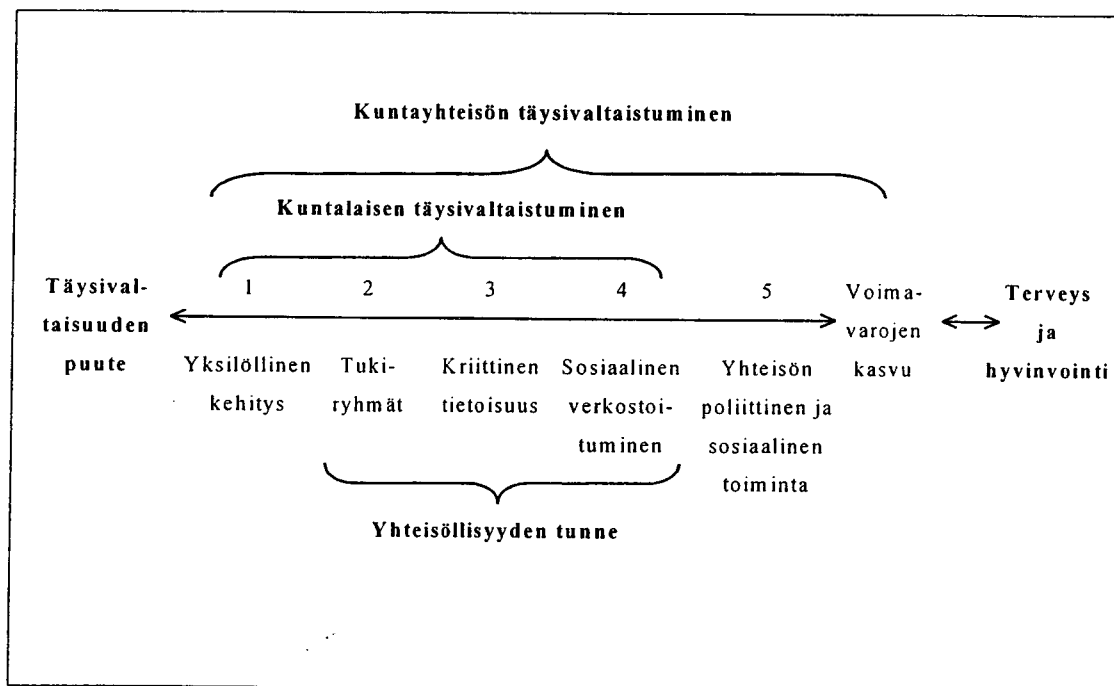 Kuntayhteisön täysivaltaistuminen
Kuntalaisen täysivaltaistuminen
Täysival-
taisuuden
puute
1
2
3
4
5
Yksilöllinen
kehitys
Tuki-
ryhmät
Kriittinen
tietoisuus
Sosiaalinen
verkostoi-
tuminen
Yhteisön
poliittinen ja
sosiaalinen
toiminta
Voima-
varojen
kasvu
Terveys
ja
hyvinvointi
Yhteisöllisyyden tunne